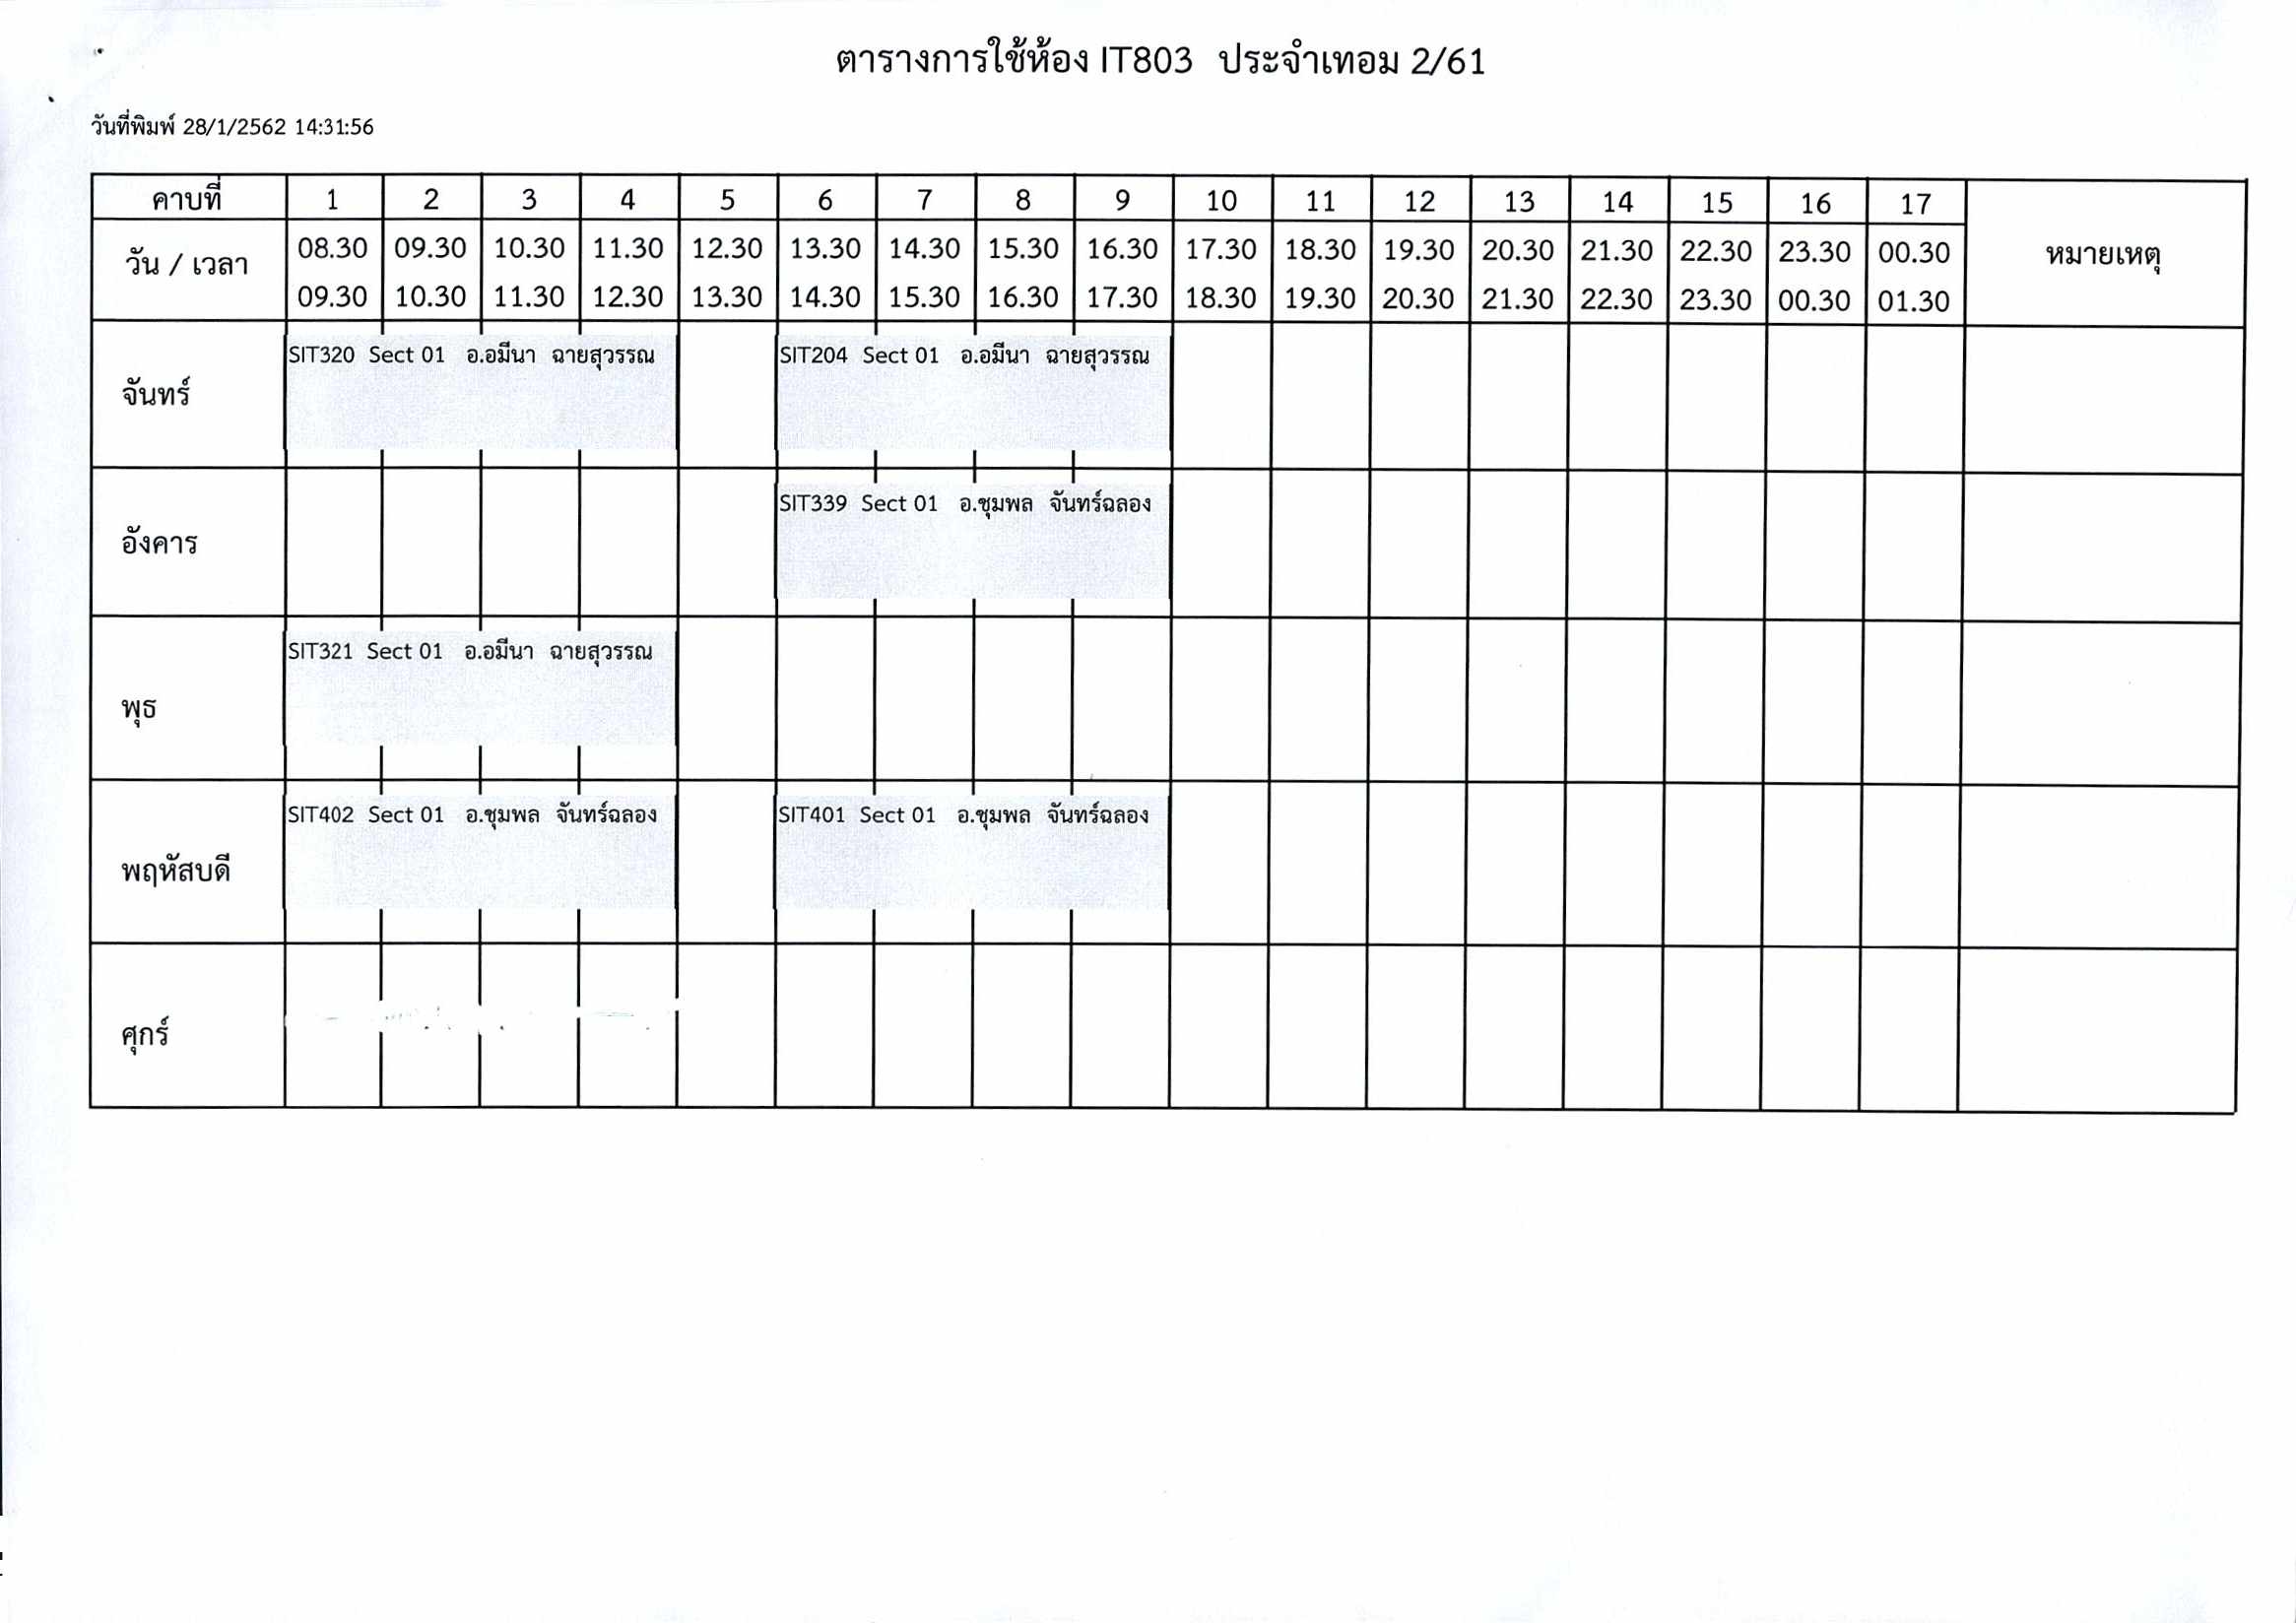 ตารางการใช้ห้อง IT803 ประจำเทอม 2/61
วันที่พิมพ์ 28/1/2562 14:31:56
คาบที่ 1 2 3 4 5 6 7 8 9 10 11 12 13 14 15 16 17
วัน / เวลา หมายเหตุ
08.30 09.30 10.30 11.30 12.30 13.30 14.30 15.30 16.30 17.30 18.30 19.30 20.30 21.30 22.30 23.30 00.30
09.30 10.30 11.30 12.30 13.30 14.30 15.30 16.30 17.30 18.30 19.30 20.30 21.30 22.30 23.30 00.30 01.30
จันทร์
SIT320 Sect 01 อ.อมีนา ฉายสุวรรณ
SIT204 Sect 01 อ.อมีนา ฉายสุวรรณ
อังคาร
SIT339 Sect 01 อ.ชุมพล จันทร์ฉลอง
พุธ
SIT321 Sect 01 อ.อมีนา ฉายสุวรรณ
พฤหัสบดี
SIT402 Sect 01 อ.ชุมพล จันทร์ฉลอง
SIT401 Sect 01 อ.ชุมพล จันทร์ฉลอง
ศุกร์